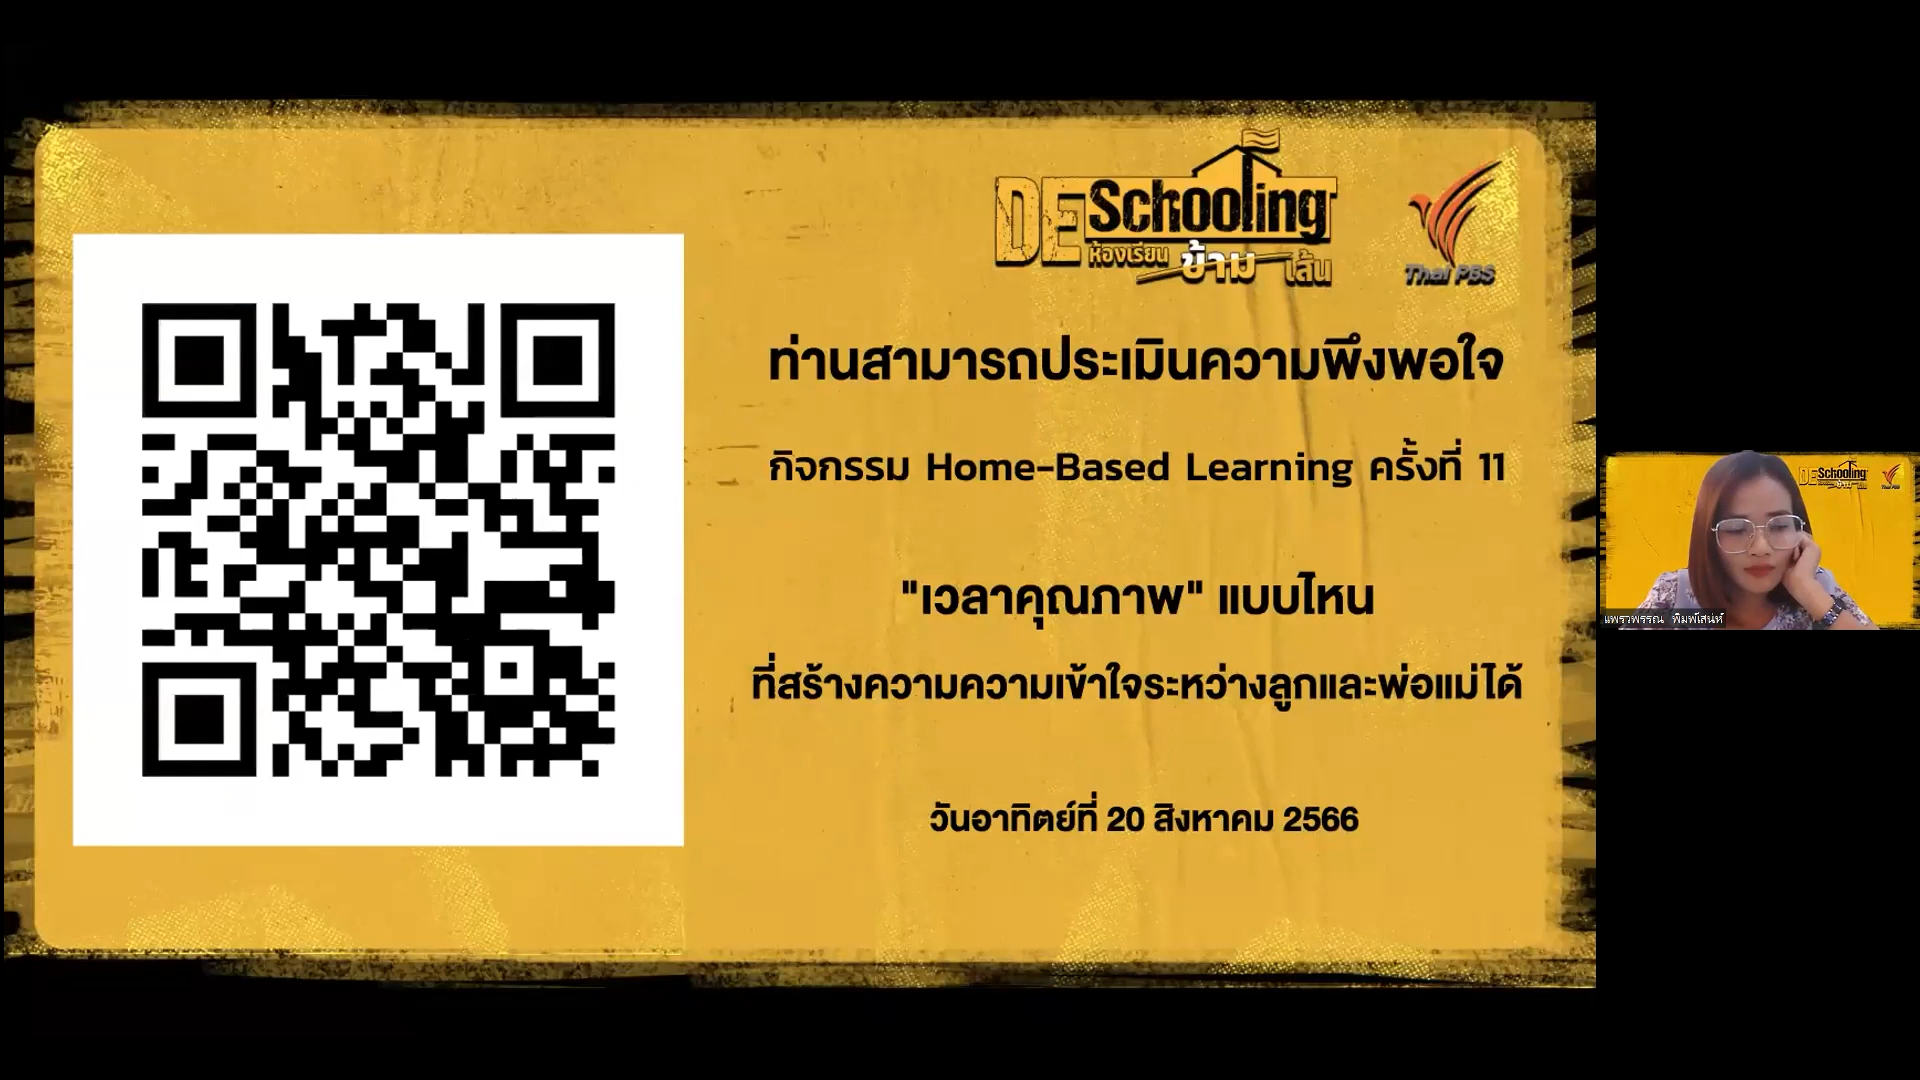 DESchooling
ห้องเรียน ข้าม เส้น
Thai PBS
ท่านสามารถประเมินความพึงพอใจ
กิจกรรม Home-Based Learning ครั้งที่ 11
"เวลาคุณภาพ" แบบไหน
ที่สร้างความความเข้าใจระหว่างลูกและพ่อแม่ได้
วันอาทิตย์ที่ 20 สิงหาคม 2566
DESchooling
แพรวพรรณ พิมพ์เสน่ห์